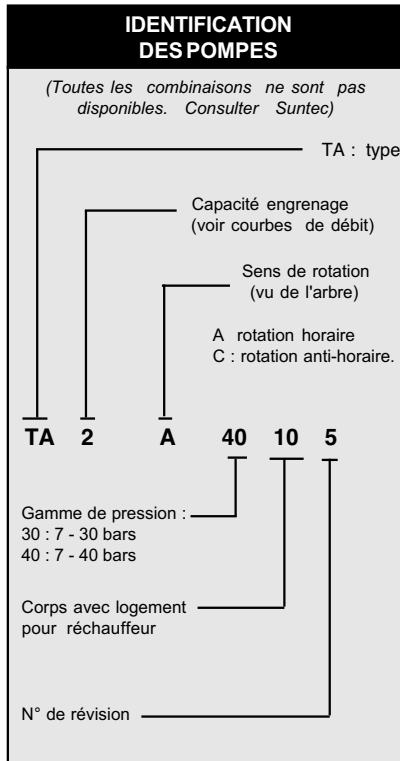 IDENTIFICATION
DES POMPES
(Toutes les combinaisons ne sont pas
disponibles. Consulter Suntec)
TA : type
Capacité engrenage
(voir courbes de débit)
Sens de rotation
(vu de l'arbre)
A rotation horaire
C : rotation anti-horaire.
TA 2 A 40 10 5
Gamme de pression :
30 : 7 - 30 bars
40 : 7 - 40 bars
Corps avec logement
pour réchauffeur
N° de révision